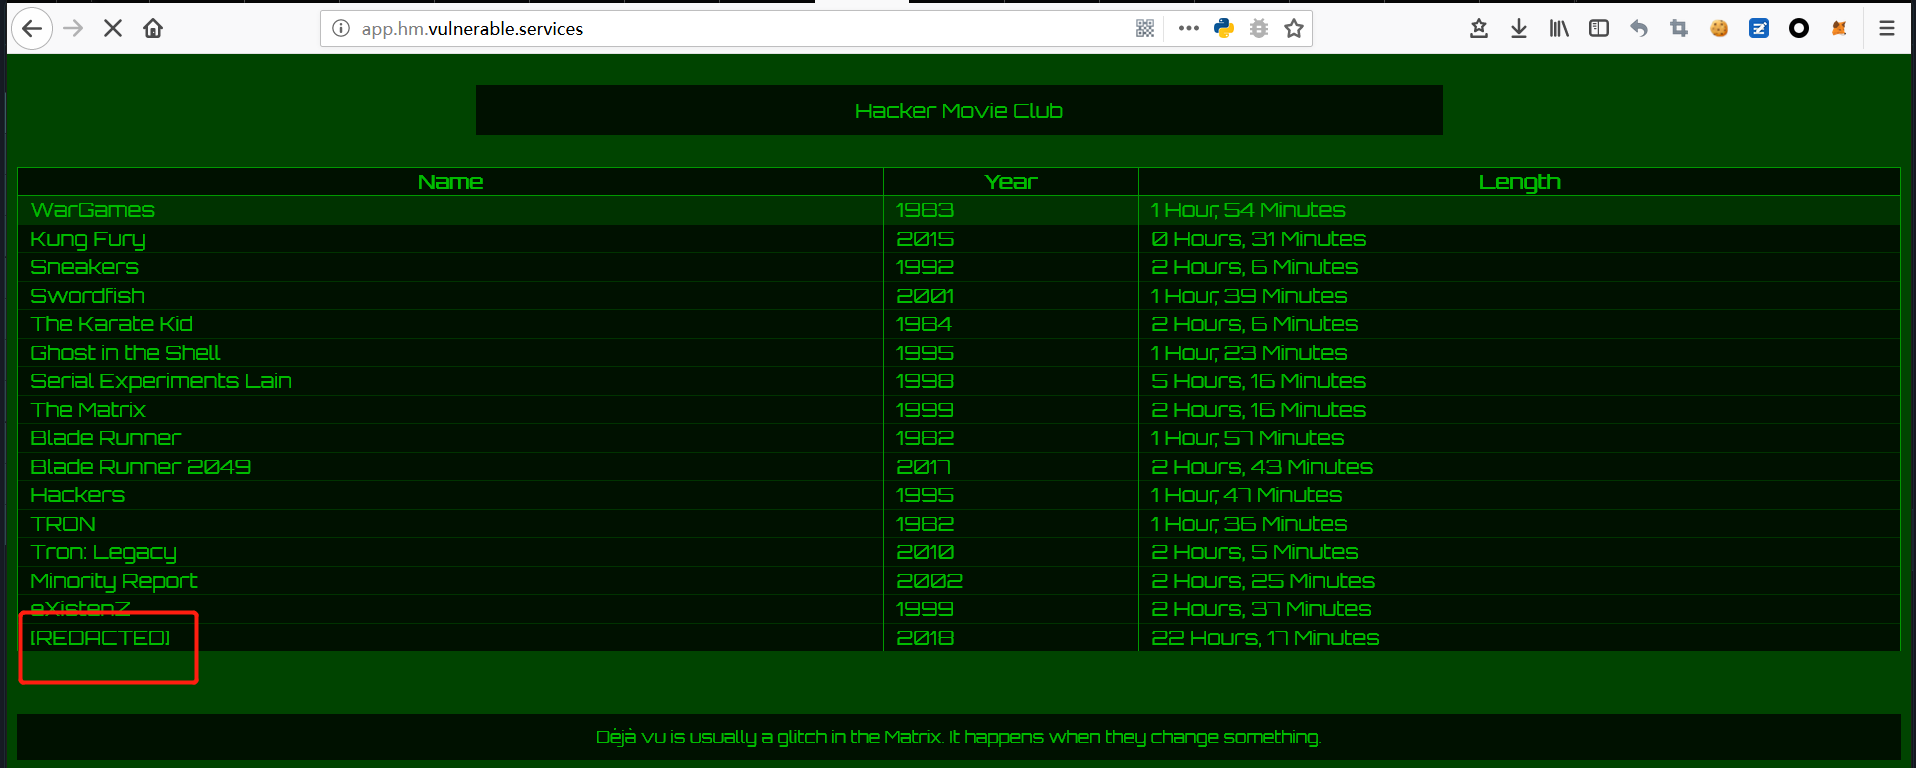 app.hm.vulnerable.services
Hacker Movie Club
Name Year Length
WarGames 1983 1 Hour, 54 Minutes
Kung Fury 2015 0 Hours, 31 Minutes
Sneakers 1992 2 Hours, 6 Minutes
Swordfish 2001 1 Hour, 39 Minutes
The Karate Kid 1984 2 Hours, 6 Minutes
Ghost in the Shell 1995 1 Hour, 23 Minutes
Serial Experiments Lain 1998 5 Hours, 16 Minutes
The Matrix 1999 2 Hours, 16 Minutes
Blade Runner 1982 1 Hour, 57 Minutes
Blade Runner 2049 2017 2 Hours, 43 Minutes
Hackers 1995 1 Hour, 47 Minutes
TRON 1982 1 Hour, 36 Minutes
Tron: Legacy 2010 2 Hours, 5 Minutes
Minority Report 2002 2 Hours, 25 Minutes
eXistenZ 1999 2 Hours, 37 Minutes
[REDACTED] 2018 22 Hours, 17 Minutes
Déjà vu is usually a glitch in the Matrix. It happens when they change something.